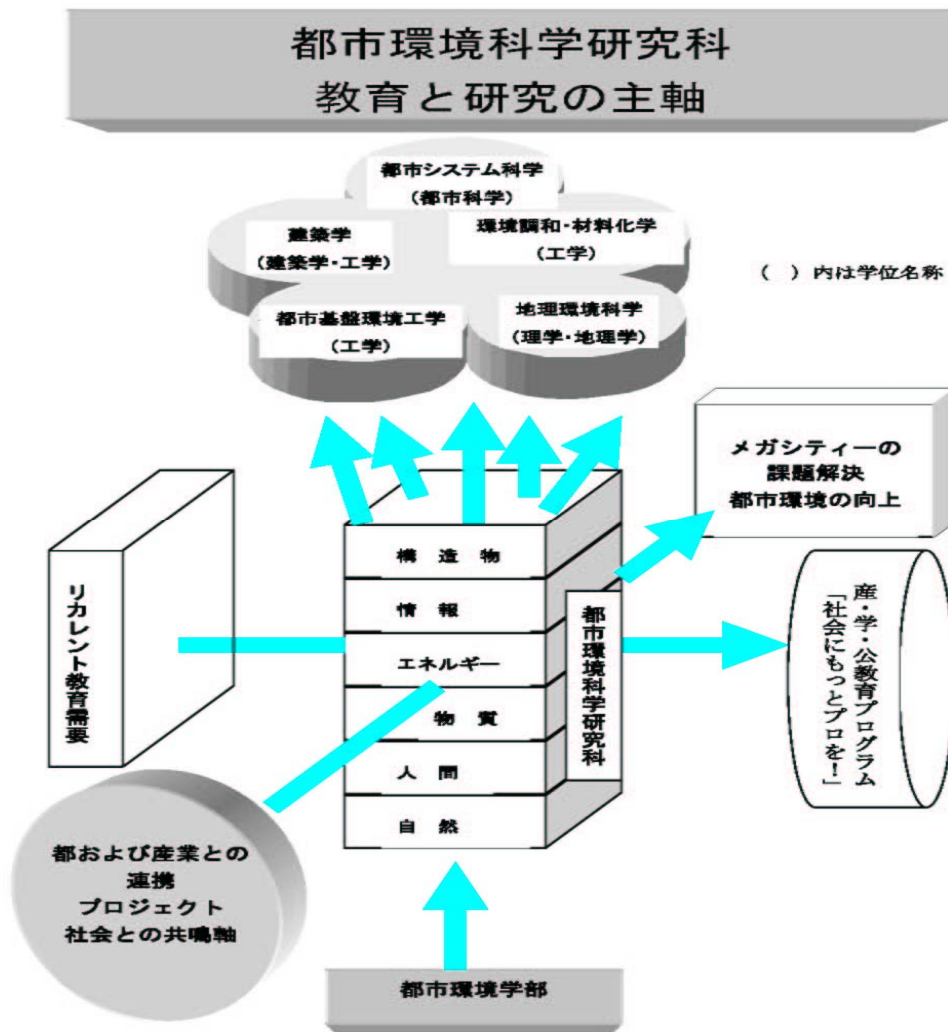 都市環境科学研究科
教育と研究の主軸
都市システム科学
(都市科学)
建築学
(建築学・工学)
環境調和・材料化学
(工学)
都市基盤環境工学
(工学)
地理環境科学
(理学・地理学)
( )内は学位名称
メガシティーの
課題解決
都市環境の向上
構造物
情報
エネルギー
物質
人間
自然
都市環境科学研究科
リカレント教育需要
産・学・公教育プログラム
「社会にもっとプロを!」
都および産業との
連携
プロジェクト
社会との共鳴軸
都市環境学部